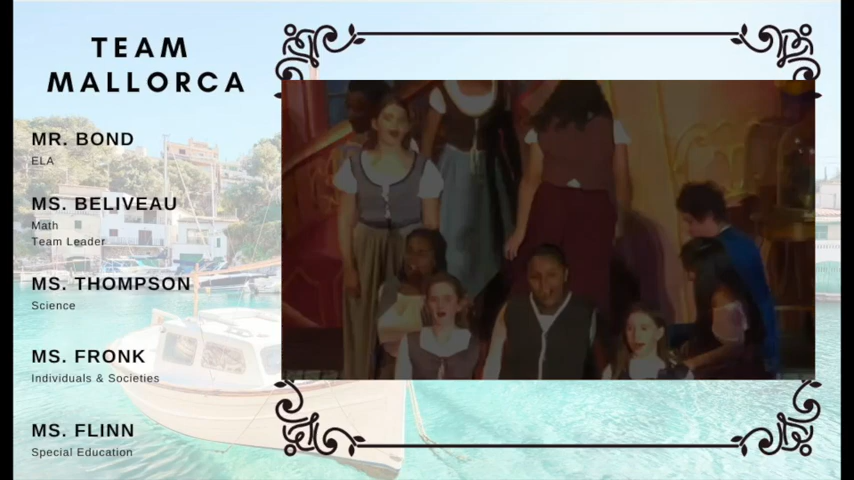 TEAM
MALLORCA
MR. BOND
ELA
MS. BELIVEAU
Math
Team Leader
MS. THOMPSON
Science
MS. FRONK
Individuals & Societies
MS. FLINN
Special Education